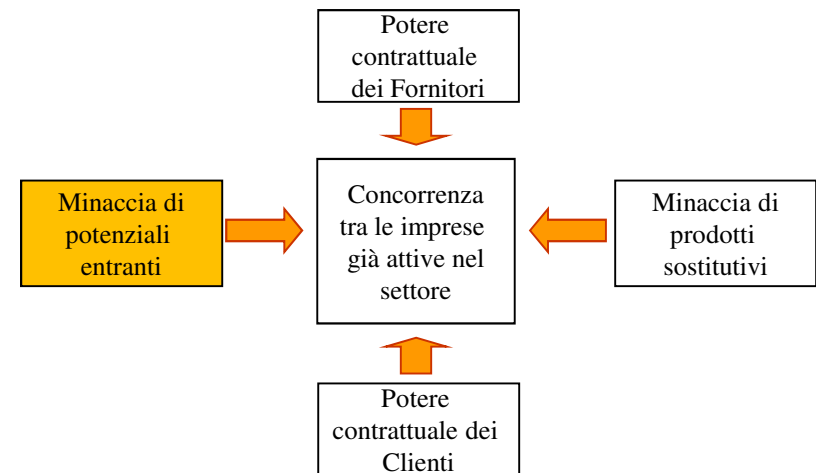 Potere
contrattuale
dei Fornitori
Minaccia di
potenziali
entranti
Concorrenza
tra le imprese
già attive nel
settore
Minaccia di
prodotti
sostitutivi
Potere
contrattuale dei
Clienti